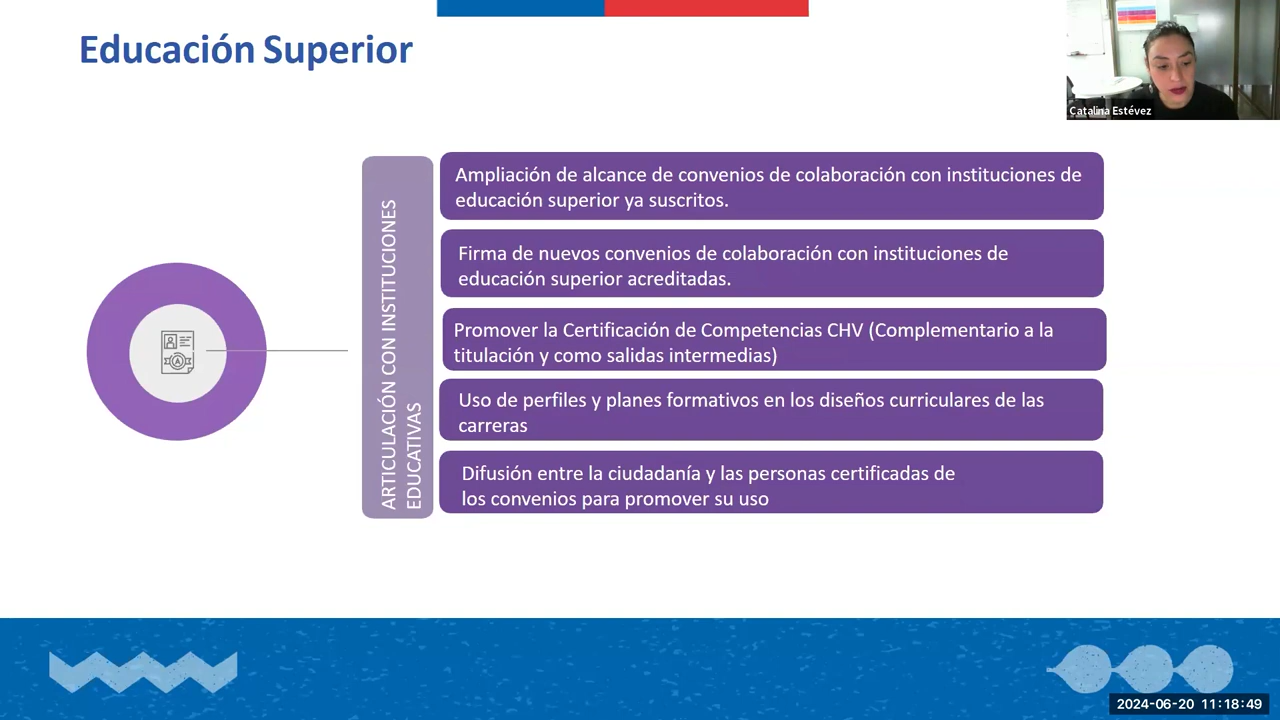 Educación Superior
Catalina Estévez
ARTICULACIÓN CON INSTITUCIONES
EDUCATIVAS
Ampliación de alcance de convenios de colaboración con instituciones de
educación superior ya suscritos.
Firma de nuevos convenios de colaboración con instituciones de
educación superior acreditadas.
Promover la Certificación de Competencias CHV (Complementario a la
titulación y como salidas intermedias)
Uso de perfiles y planes formativos en los diseños curriculares de las
carreras
Difusión entre la ciudadanía y las personas certificadas de
los convenios para promover su uso
2024-06-20 11:18:49